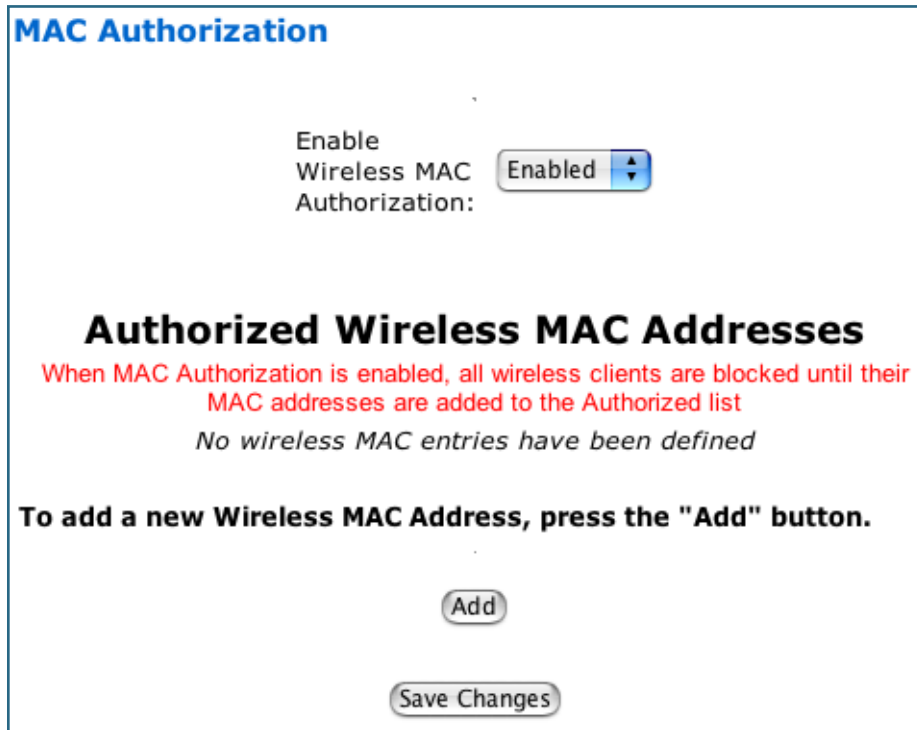 MAC Authorization
Enable
Wireless MAC
Authorization:
Enabled
Authorized Wireless MAC Addresses
When MAC Authorization is enabled, all wireless clients are blocked until their
MAC addresses are added to the Authorized list
No wireless MAC entries have been defined
To add a new Wireless MAC Address, press the "Add" button.
Add
Save Changes